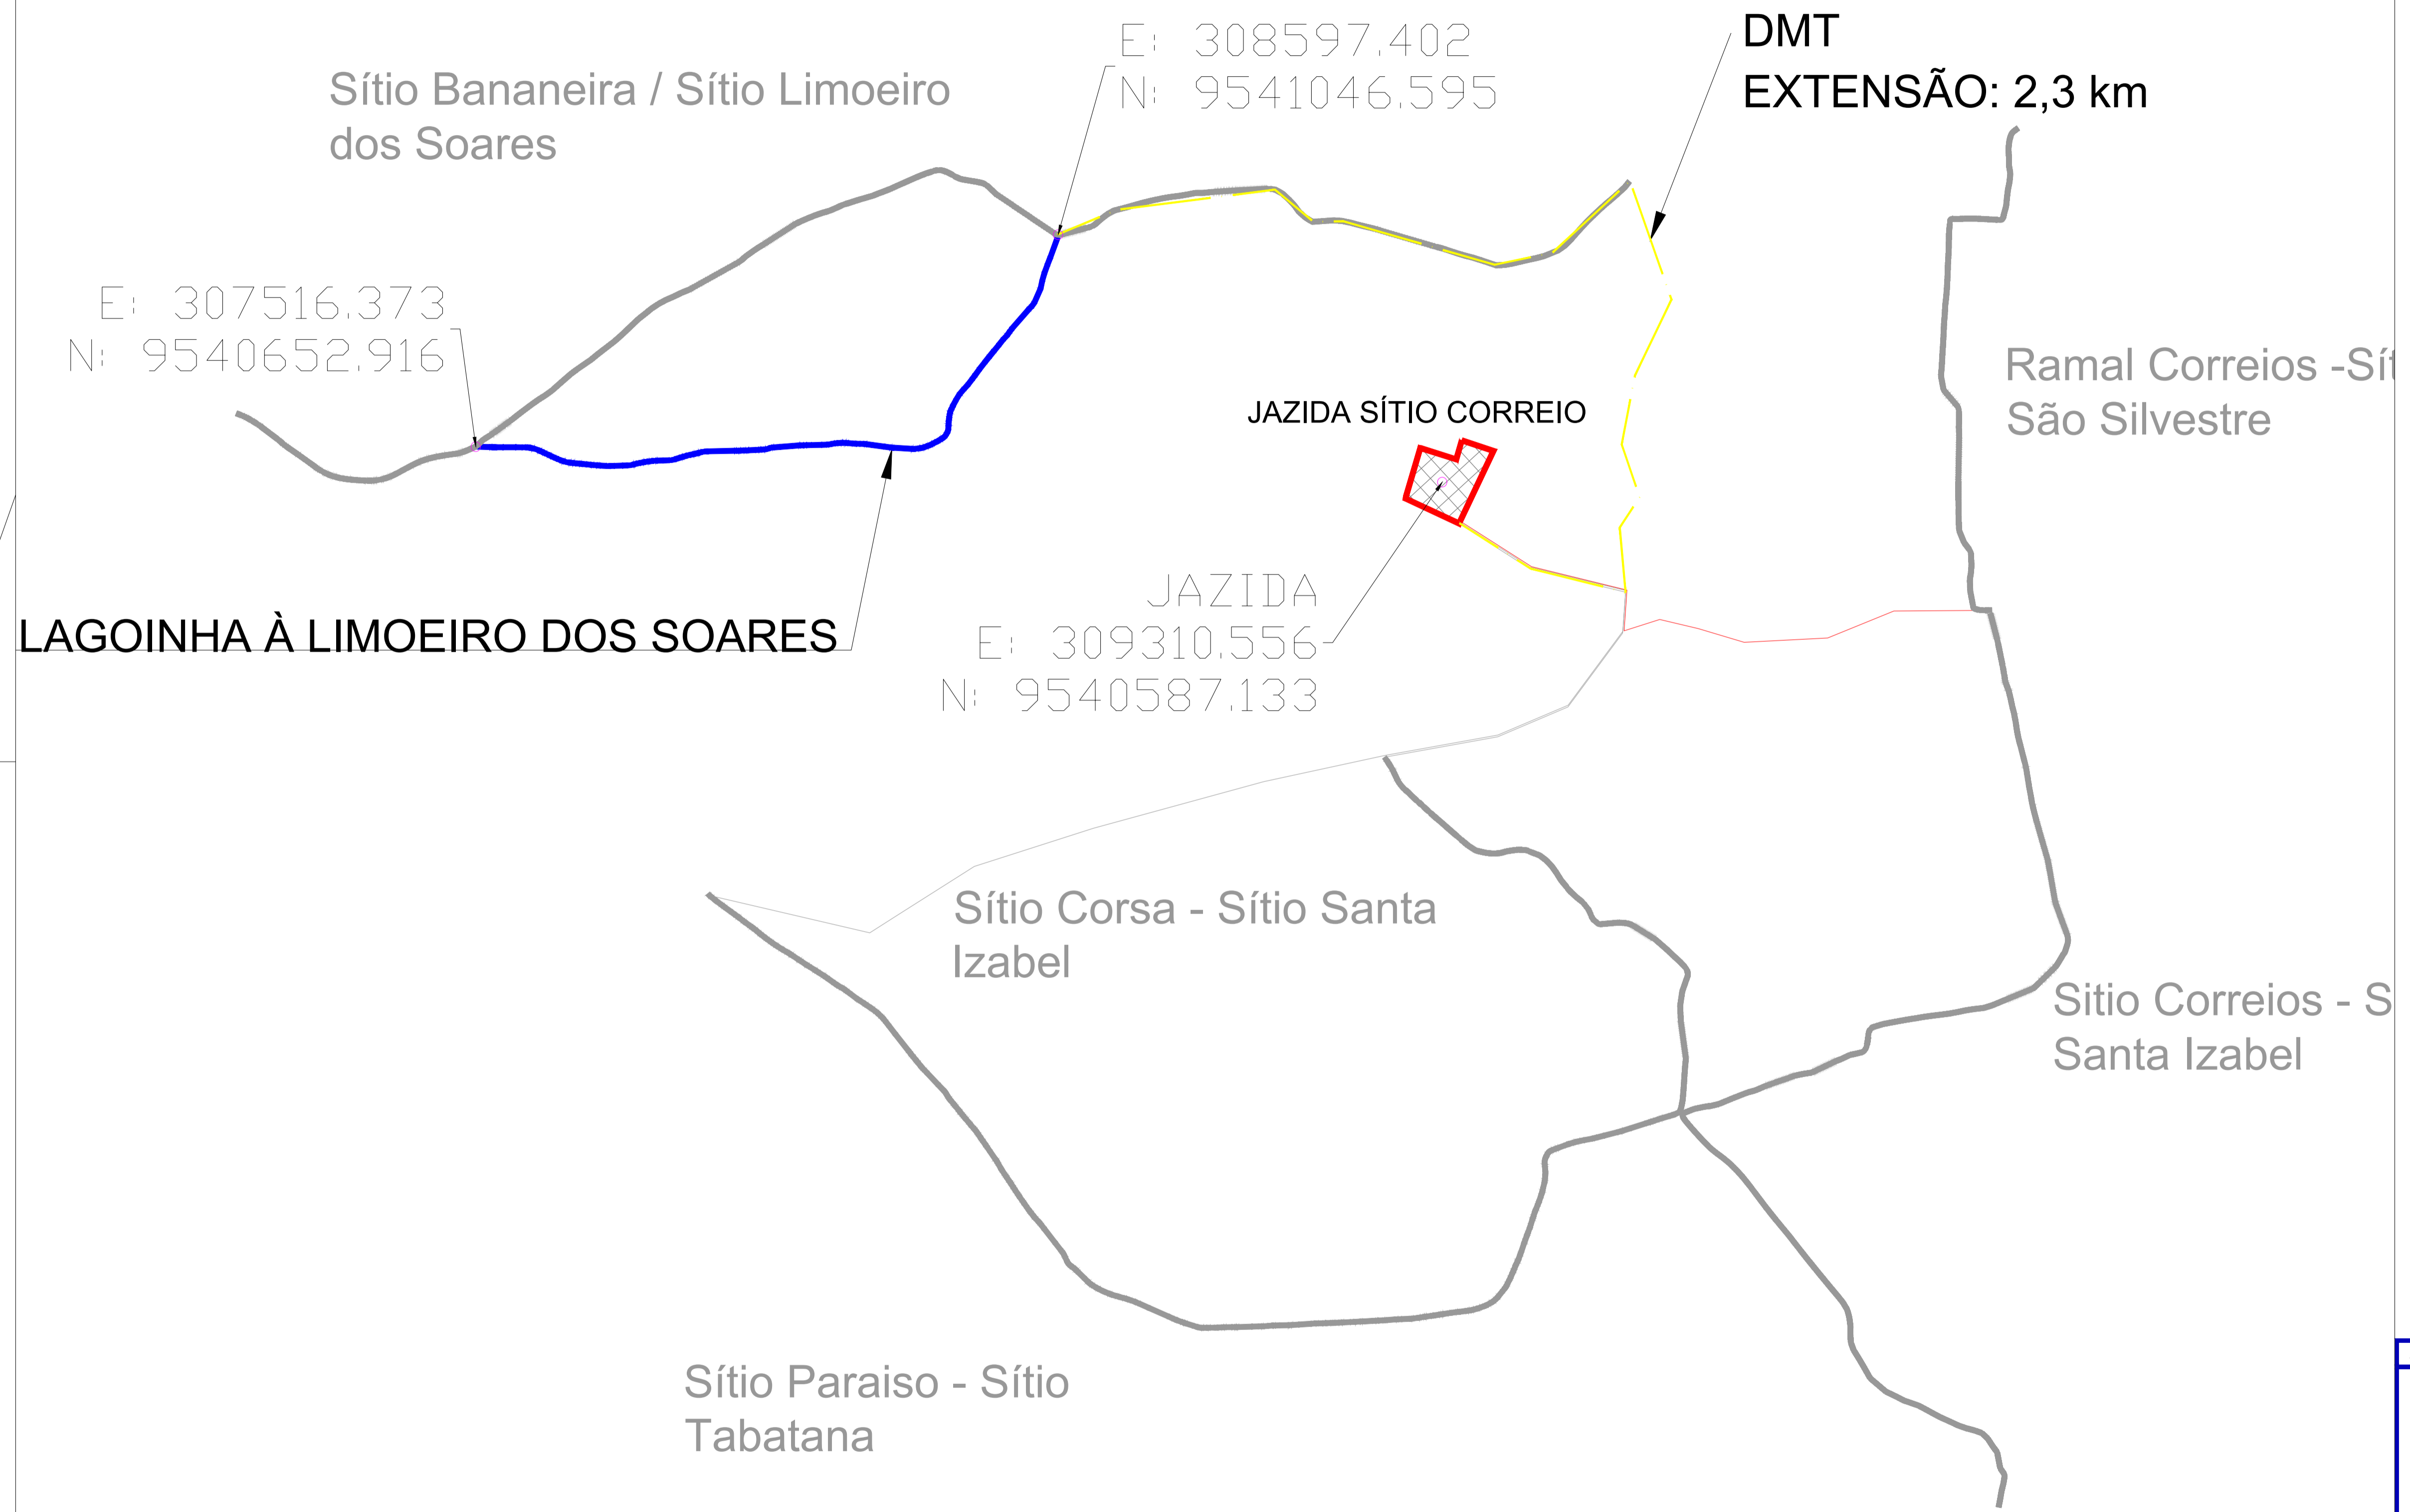 E: 308597.402
N: 9541046.595
DMT
EXTENSÃO: 2,3 km
Sítio Bananeira / Sítio Limoeiro
dos Soares
E: 307516.373
N: 9540652.916
Ramal Correios -Sít
São Silvestre
JAZIDA SÍTIO CORREIO
LAGOINHA À LIMOEIRO DOS SOARES
JAZIDA
E: 309310.556
N: 9540587.133
Sítio Corsa - Sítio Santa
Izabel
Sitio Correios - S
Santa Izabel
Sítio Paraiso - Sítio
Tabatana